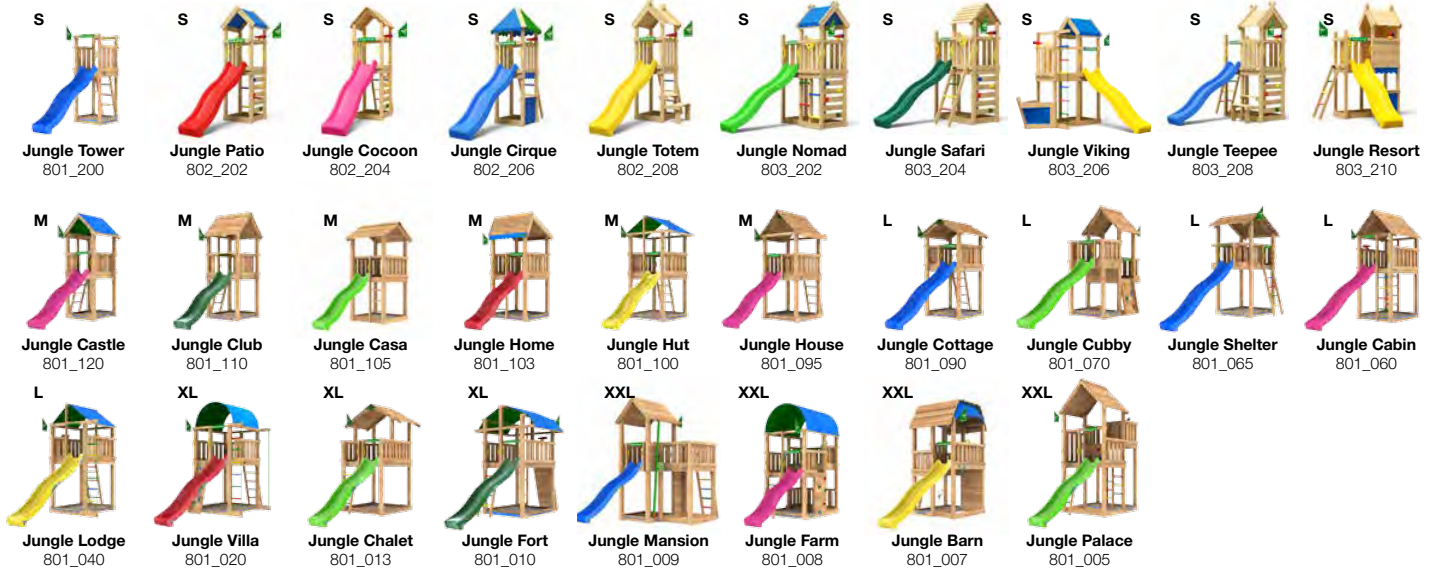 S S S S S S S S S S
Jungle Tower Jungle Patio Jungle Cocoon Jungle Cirque Jungle Totem Jungle Nomad Jungle Safari Jungle Viking Jungle Teepee Jungle Resort
801_200 802_202 802_204 802_206 802_208 803_202 803_204 803_206 803_208 803_210
M M M M M M L L L L
Jungle Castle Jungle Club Jungle Casa Jungle Home Jungle Hut Jungle House Jungle Cottage Jungle Cubby Jungle Shelter Jungle Cabin
801_120 801_110 801_105 801_103 801_100 801_095 801_090 801_070 801_065 801_060
L XL XL XL XXL XXL XXL XXL
Jungle Lodge Jungle Villa Jungle Chalet Jungle Fort Jungle Mansion Jungle Farm Jungle Barn Jungle Palace
801_040 801_020 801_013 801_010 801_009 801_008 801_007 801_005